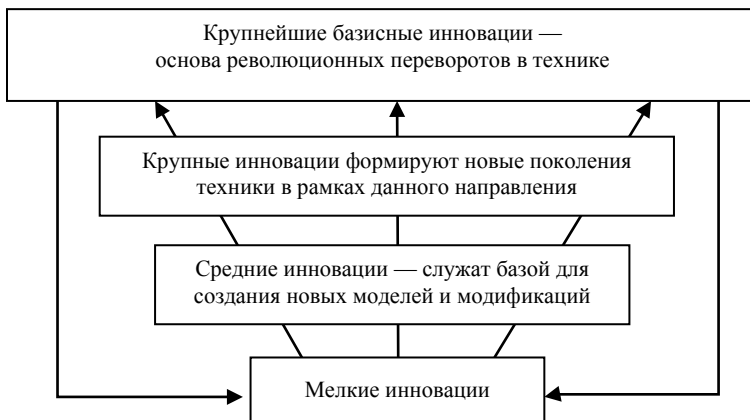 Крупнейшие базисные инновации —
основа революционных переворотов в технике
Крупные инновации формируют новые поколения
техники в рамках данного направления
Средние инновации — служат базой для
создания новых моделей и модификаций
Мелкие инновации